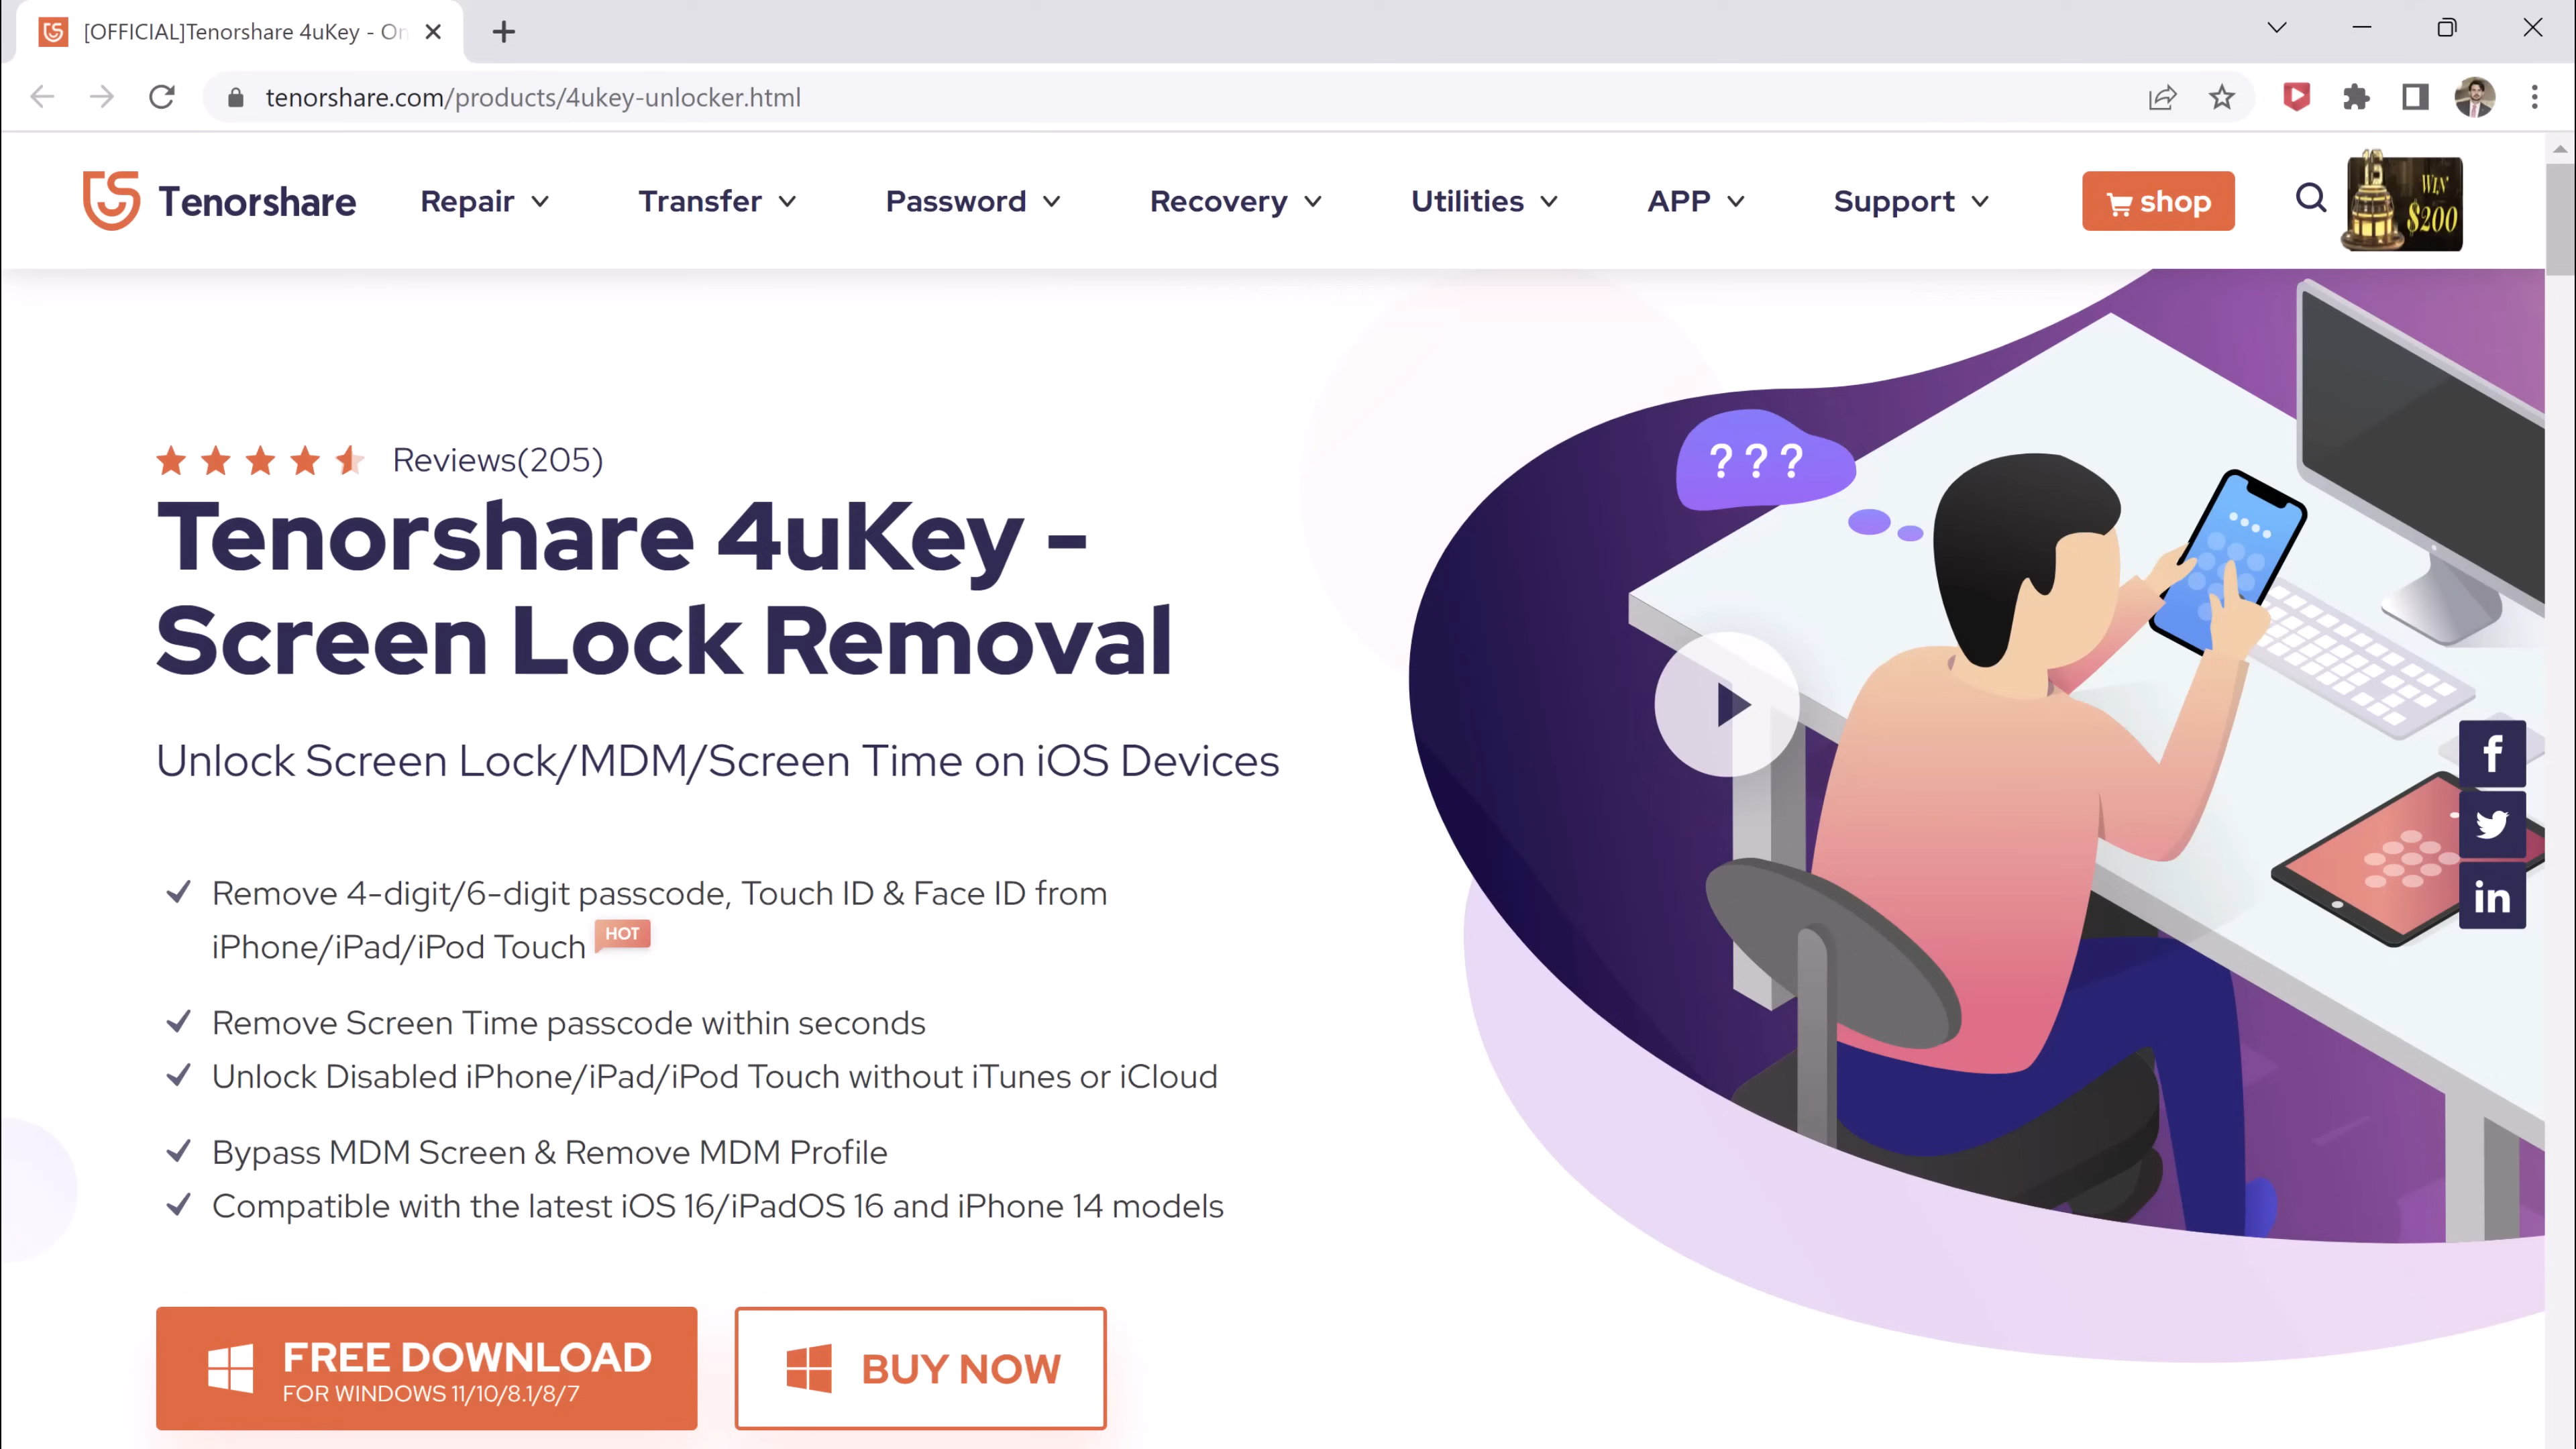 [OFFICIAL]Tenorshare 4uKey - On
tenorshare.com/products/4ukey-unlocker.html
Tenorshare
Repair
Transfer
Password
Recovery
Utilities
APP
Support
shop
WIN
$200
Reviews(205)
Tenorshare 4uKey -
Screen Lock Removal
Unlock Screen Lock/MDM/Screen Time on iOS Devices
Remove 4-digit/6-digit passcode, Touch ID & Face ID from
iPhone/iPad/iPod Touch HOT
Remove Screen Time passcode within seconds
Unlock Disabled iPhone/iPad/iPod Touch without iTunes or iCloud
Bypass MDM Screen & Remove MDM Profile
Compatible with the latest iOS 16/iPadOS 16 and iPhone 14 models
FREE DOWNLOAD
FOR WINDOWS 11/10/8.1/8/7
BUY NOW
? ? ?
f
in